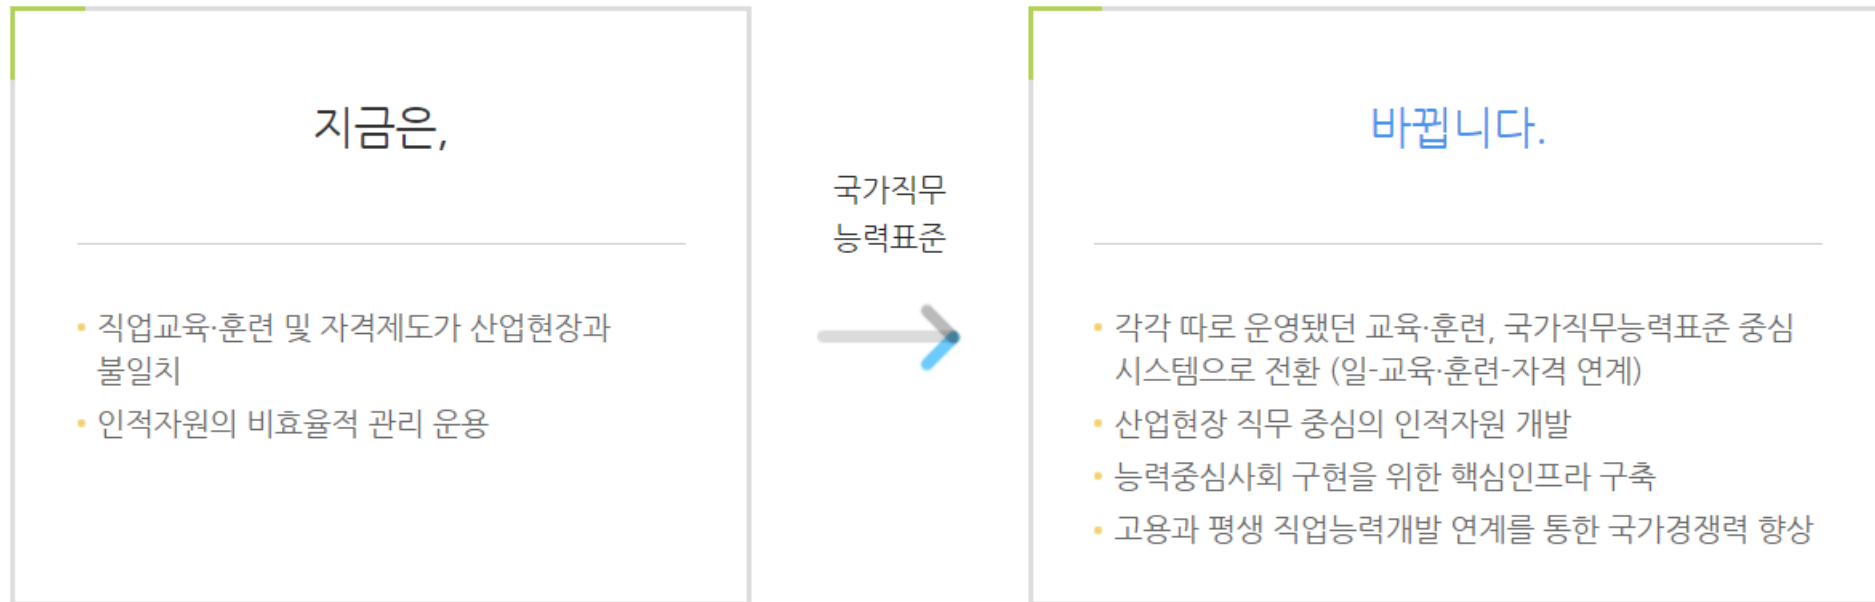 지금은,
• 직업교육·훈련 및 자격제도가 산업현장과
불일치
• 인적자원의 비효율적 관리 운용
국가직무
능력표준
바뀝니다.
• 각각 따로 운영됐던 교육·훈련, 국가직무능력표준 중심
시스템으로 전환 (일-교육·훈련-자격 연계)
• 산업현장 직무 중심의 인적자원 개발
• 능력중심사회 구현을 위한 핵심인프라 구축
• 고용과 평생 직업능력개발 연계를 통한 국가경쟁력 향상